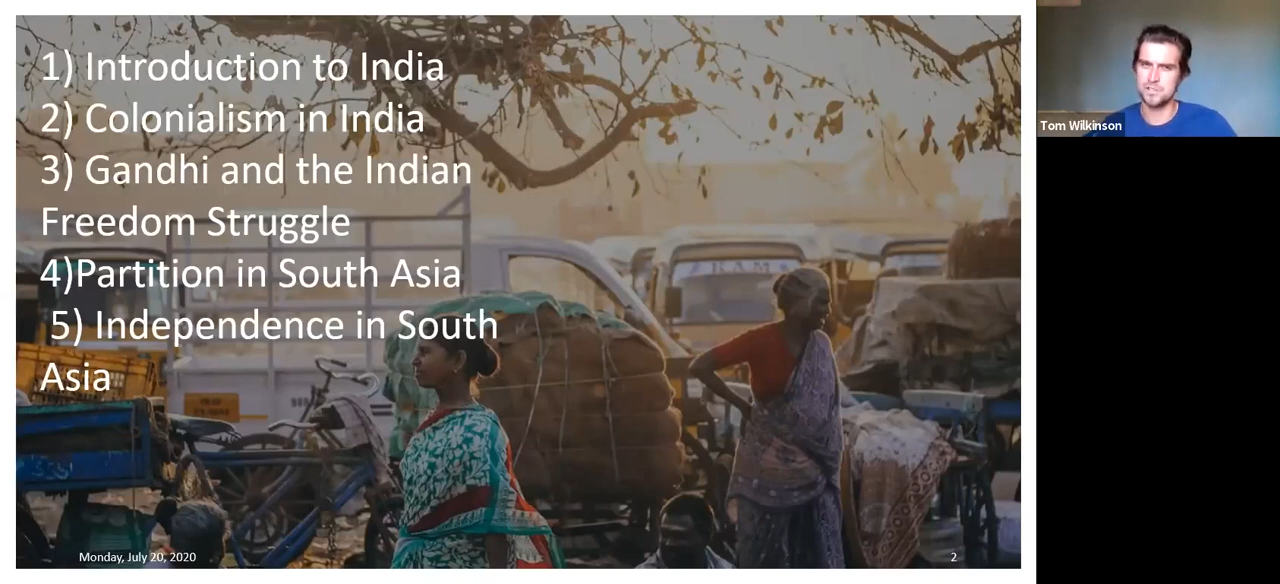 1) Introduction to India
2) Colonialism in India
3) Gandhi and the Indian
Freedom Struggle
4)Partition in South Asia
5) Independence in South
Asia
RAM
Monday, July 20, 2020
2
Tom Wilkinson